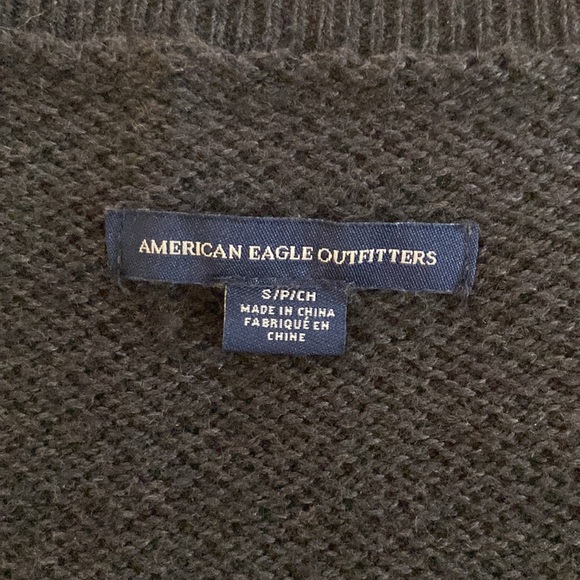 AMERICAN EAGLE OUTFITTERS
S/P/CH
MADE IN CHINA
FABRIQUÉ EN
CHINE